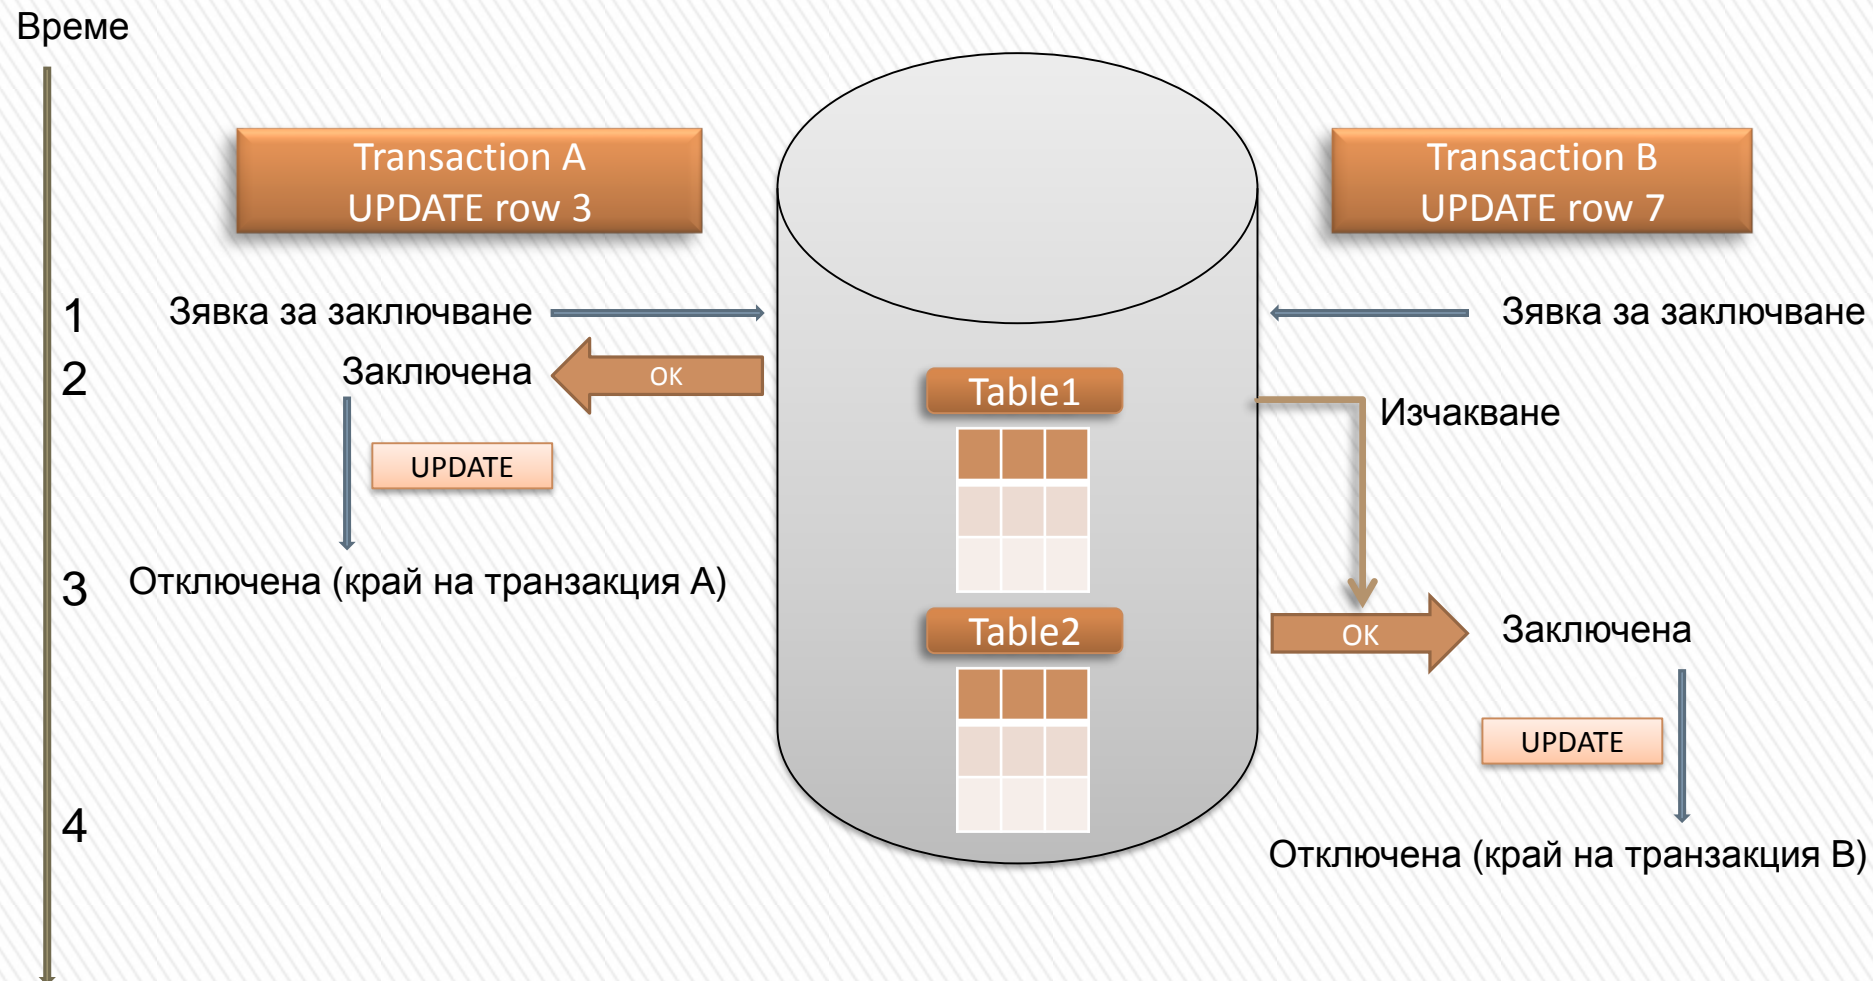 Време
Transaction A
UPDATE row 3
Transaction B
UPDATE row 7
1
Зявка за заключване
Зявка за заключване
2
Заключена
OK
Table1
Изчакване
UPDATE
3
Отключена (край на транзакция А)
Table2
OK
Заключена
UPDATE
4
Отключена (край на транзакция В)